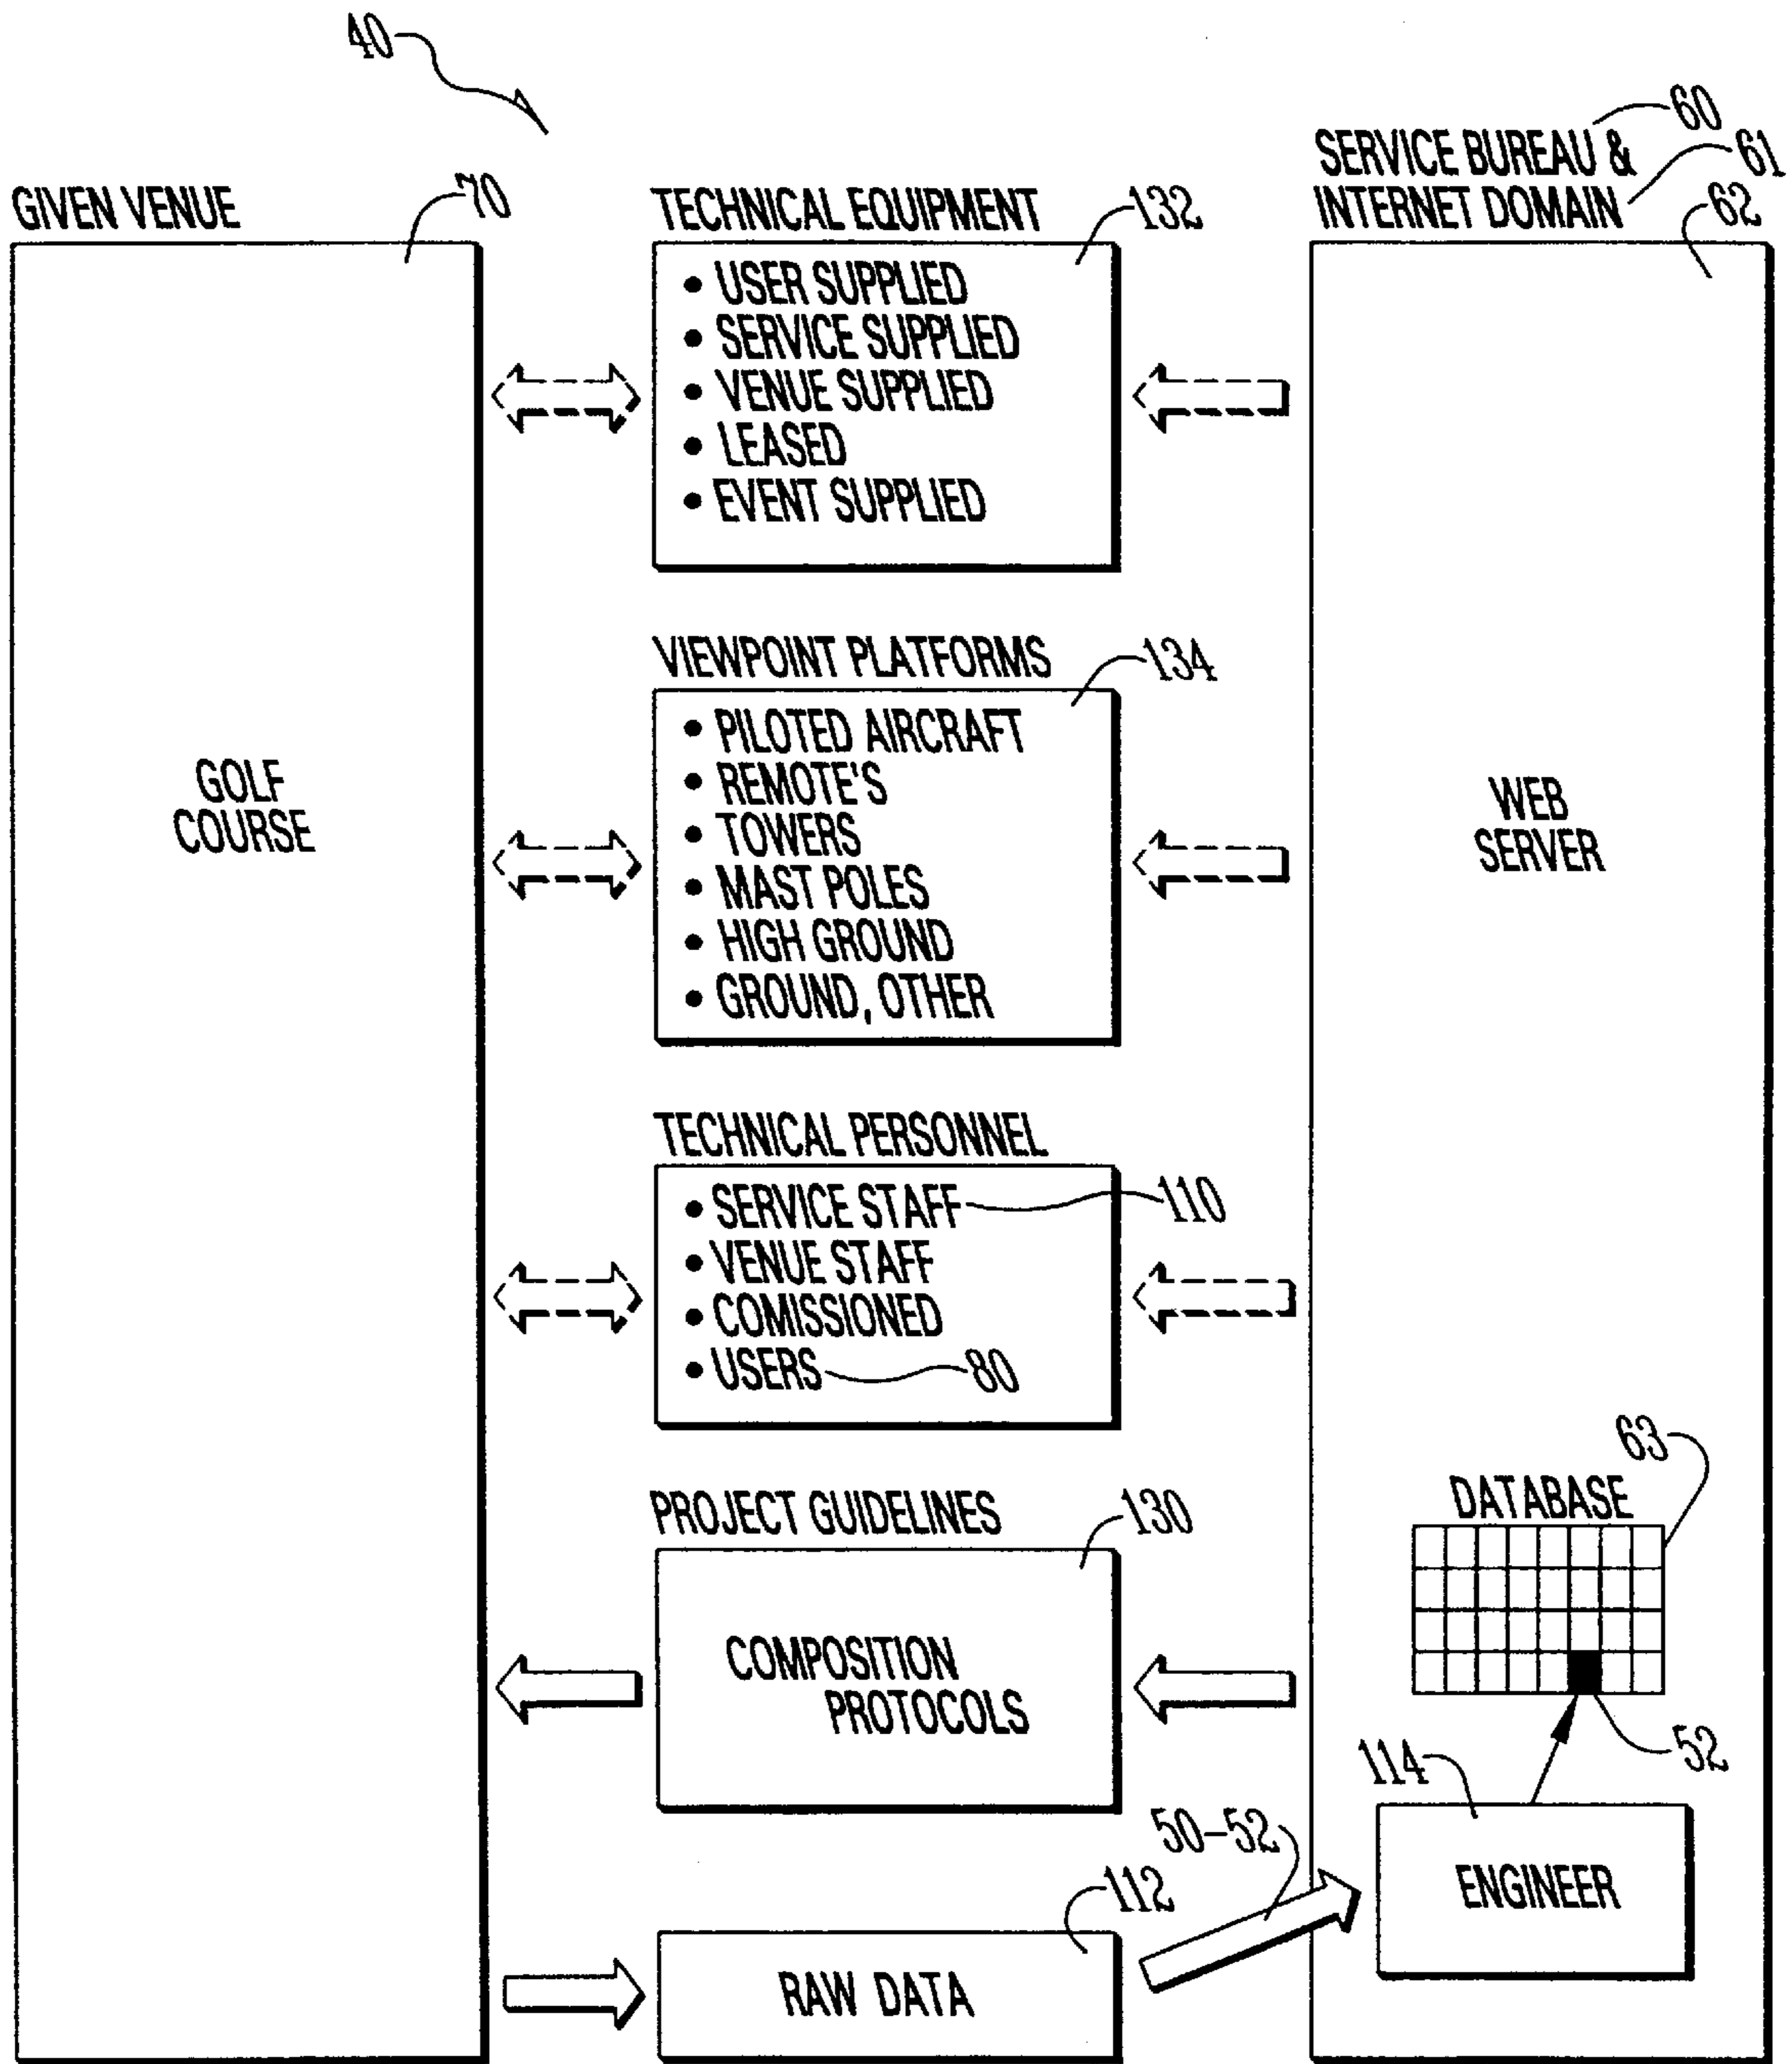 40
GIVEN VENUE
70
GOLF
COURSE
TECHNICAL EQUIPMENT
132
• USER SUPPLIED
• SERVICE SUPPLIED
• VENUE SUPPLIED
• LEASED
• EVENT SUPPLIED
VIEWPOINT PLATFORMS
134
• PILOTED AIRCRAFT
• REMOTE'S
• TOWERS
• MAST POLES
• HIGH GROUND
• GROUND, OTHER
TECHNICAL PERSONNEL
• SERVICE STAFF 110
• VENUE STAFF
• COMISSIONED
• USERS 80
PROJECT GUIDELINES
130
COMPOSITION
PROTOCOLS
112
RAW DATA
50-52
SERVICE BUREAU & 60
INTERNET DOMAIN 61
62
WEB
SERVER
63
DATABASE
52
114
ENGINEER